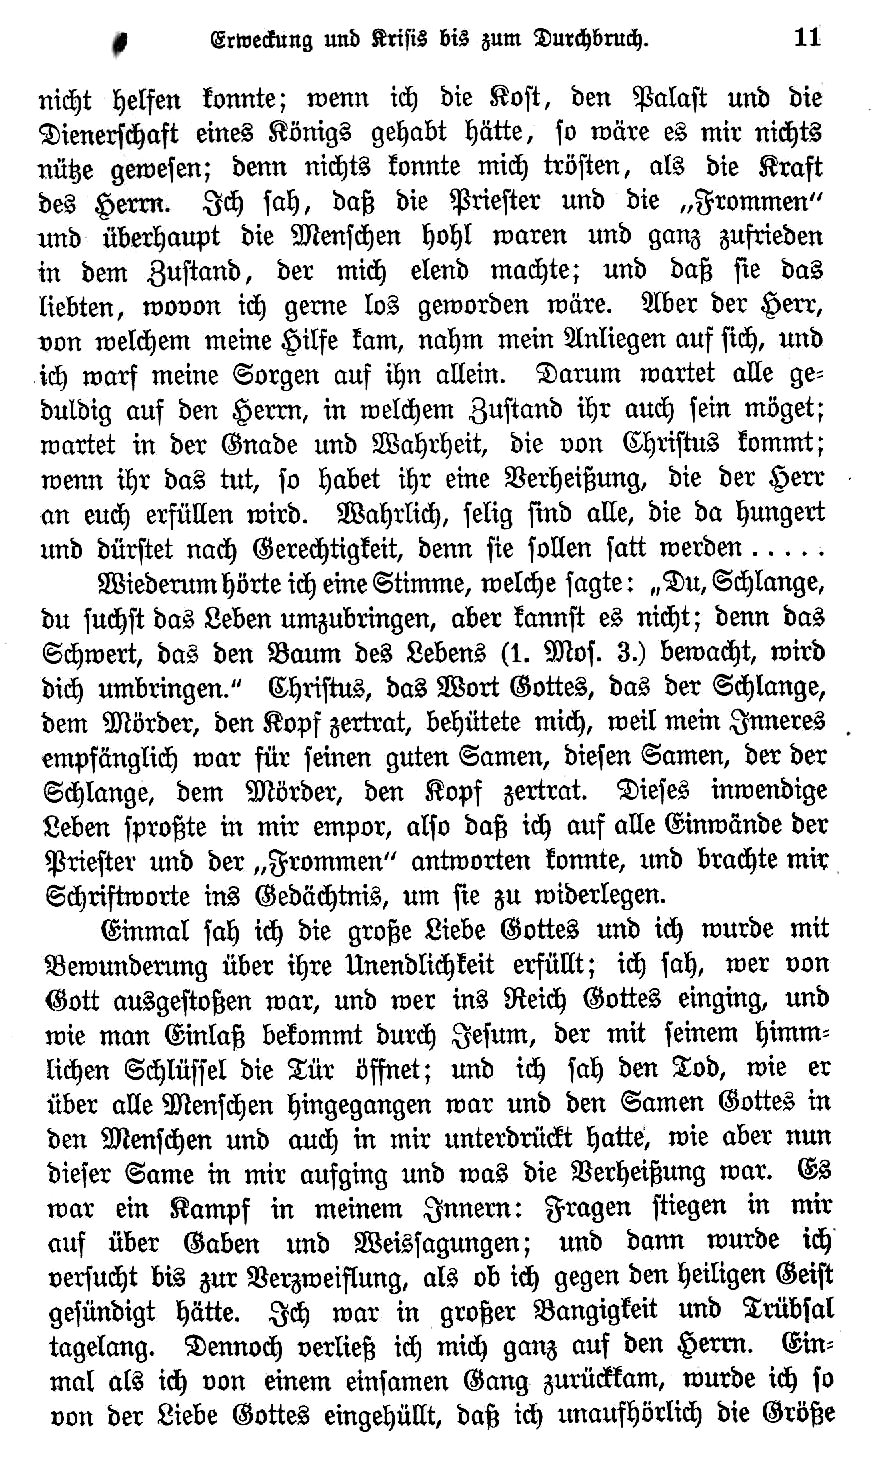 Erweckung und Krisis bis zum Durchbruch. 11
nicht helfen konnte; wenn ich die Kost, den Palast und die
Dienerschaft eines Königs gehabt hätte, so wäre es mir nichts
nütze gewesen; denn nichts konnte mich trösten, als die Kraft
des Herrn. Ich sah, daß die Priester und die „Frommen“
und überhaupt die Menschen hohl waren und ganz zufrieden
in dem Zustand, der mich elend machte; und daß sie das
liebten, wovon ich gerne los geworden wäre. Aber der Herr,
von welchem meine Hilfe kam, nahm mein Anliegen auf sich, und
ich warf meine Sorgen auf ihn allein. Darum wartet alle ge-
duldig auf den Herrn, in welchem Zustand ihr auch sein möget;
wartet in der Gnade und Wahrheit, die von Christus kommt;
wenn ihr das tut, so habet ihr eine Verheißung, die der Herr
an euch erfüllen wird. Wahrlich, selig sind alle, die da hungert
und dürstet nach Gerechtigkeit, denn sie sollen satt werden . . . . .
Wiederum hörte ich eine Stimme, welche sagte: „Du, Schlange,
du suchst das Leben umzubringen, aber kannst es nicht; denn das
Schwert, das den Baum des Lebens (1. Mos. 3.) bewacht, wird
dich umbringen.“ Christus, das Wort Gottes, das der Schlange,
dem Mörder, den Kopf zertrat, behütete mich, weil mein Inneres
empfänglich war für seinen guten Samen, diesen Samen, der der
Schlange, dem Mörder, den Kopf zertrat. Dieses inwendige
Leben sproßte in mir empor, also daß ich auf alle Einwände der
Priester und der „Frommen“ antworten konnte, und brachte mir
Schriftworte ins Gedächtnis, um sie zu widerlegen.
Einmal sah ich die große Liebe Gottes und ich wurde mit
Bewunderung über ihre Unendlichkeit erfüllt; ich sah, wer von
Gott ausgestoßen war, und wer ins Reich Gottes einging, und
wie man Einlaß bekommt durch Jesum, der mit seinem himm-
lichen Schlüssel die Tür öffnet; und ich sah den Tod, wie er
über alle Menschen hingegangen war und den Samen Gottes in
den Menschen und auch in mir unterdrückt hatte, wie aber nun
dieser Same in mir aufging und was die Verheißung war. Es
war ein Kampf in meinem Innern: Fragen stiegen in mir
auf über Gaben und Weissagungen; und dann wurde ich
versucht bis zur Verzweiflung, als ob ich gegen den heiligen Geist
gesündigt hätte. Ich war in großer Bangigkeit und Trübsal
tagelang. Dennoch verließ ich mich ganz auf den Herrn. Ein-
mal als ich von einem einsamen Gang zurückkam, wurde ich so
von der Liebe Gottes eingehüllt, daß ich unaufhörlich die Größe